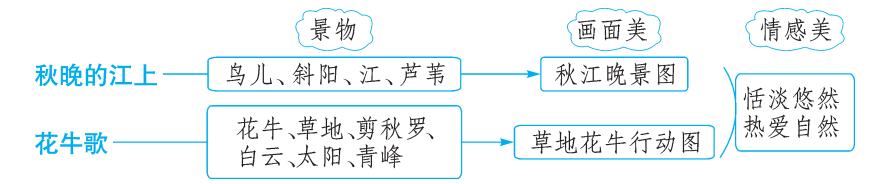 景物
画面美
情感美
秋晚的江上
鸟儿、斜阳、江、芦苇
秋江晚景图
花牛歌
花牛、草地、剪秋罗、
白云、太阳、青峰
草地花牛行动图
恬淡悠然
热爱自然